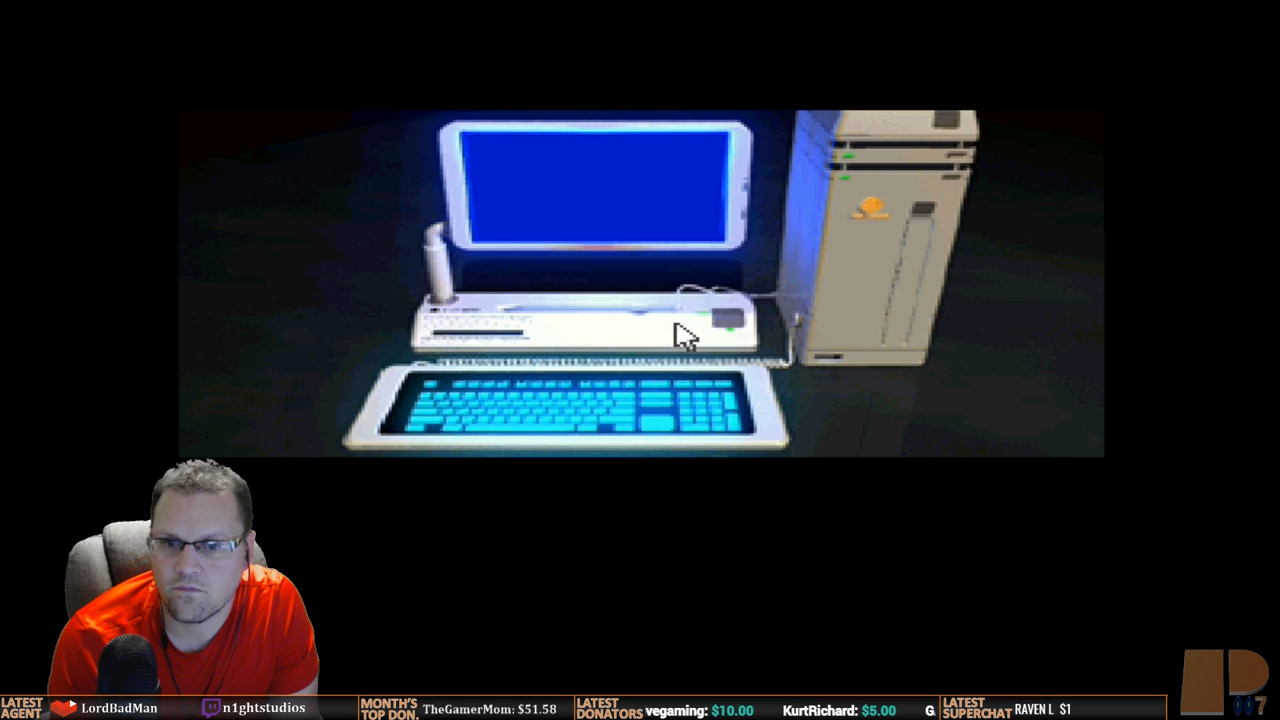 LATEST AGENT
LordBadMan
n1ghtstudios
MONTH'S TOP DON.
TheGamerMom: $51.58
LATEST DONATORS
vegaming: $10.00
KurtRichard: $5.00
G
LATEST SUPERCHAT
RAVEN L $1
7